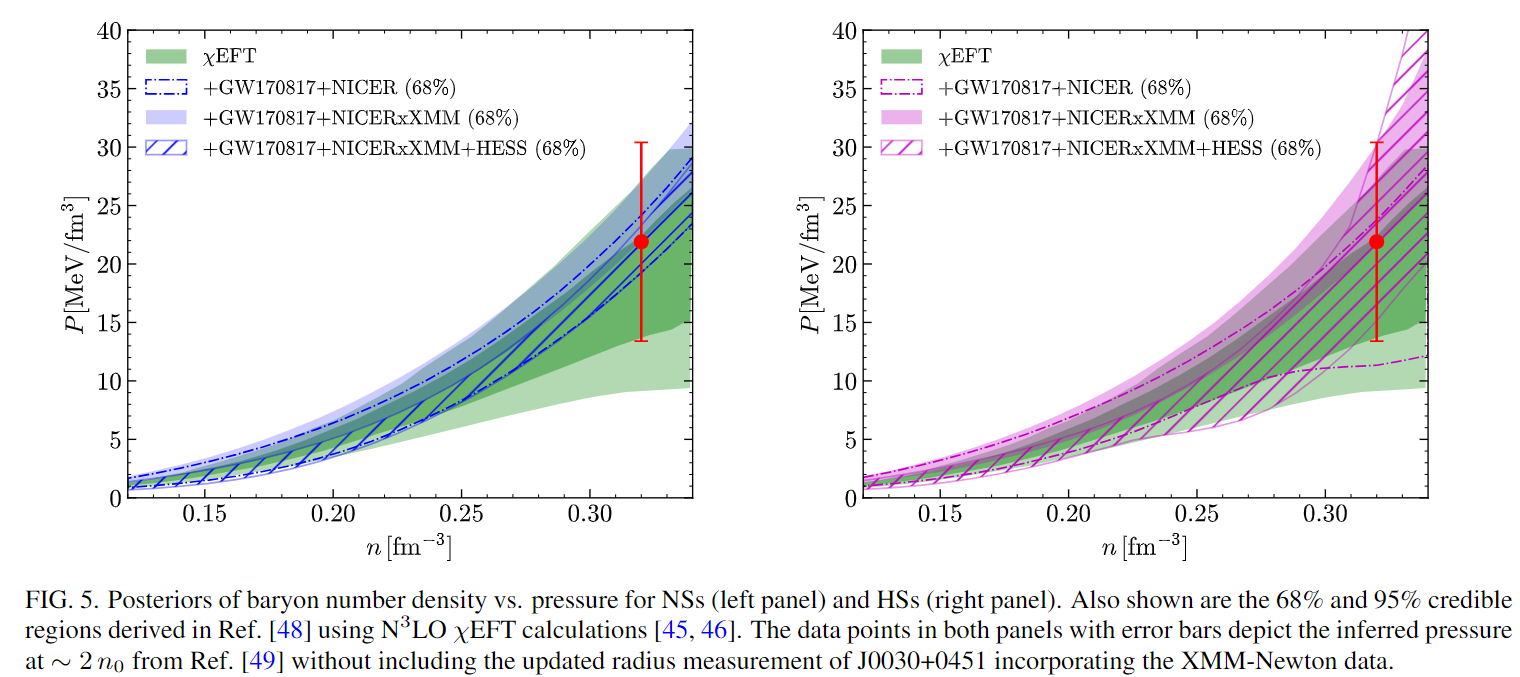 40
35
30
25
20
15
10
5
0
P [MeV/fm³]
χEFT
+GW170817+NICER (68%)
+GW170817+NICERxXMM (68%)
+GW170817+NICERxXMM+HESS (68%)
0.15 0.20 0.25 0.30
n [fm⁻³]
40
35
30
25
20
15
10
5
0
P [MeV/fm³]
χEFT
+GW170817+NICER (68%)
+GW170817+NICERxXMM (68%)
+GW170817+NICERxXMM+HESS (68%)
0.15 0.20 0.25 0.30
n [fm⁻³]
FIG. 5. Posteriors of baryon number density vs. pressure for NSs (left panel) and HSs (right panel). Also shown are the 68% and 95% credible
regions derived in Ref. [48] using N³LO χEFT calculations [45, 46]. The data points in both panels with error bars depict the inferred pressure
at ∼ 2 n₀ from Ref. [49] without including the updated radius measurement of J0030+0451 incorporating the XMM-Newton data.